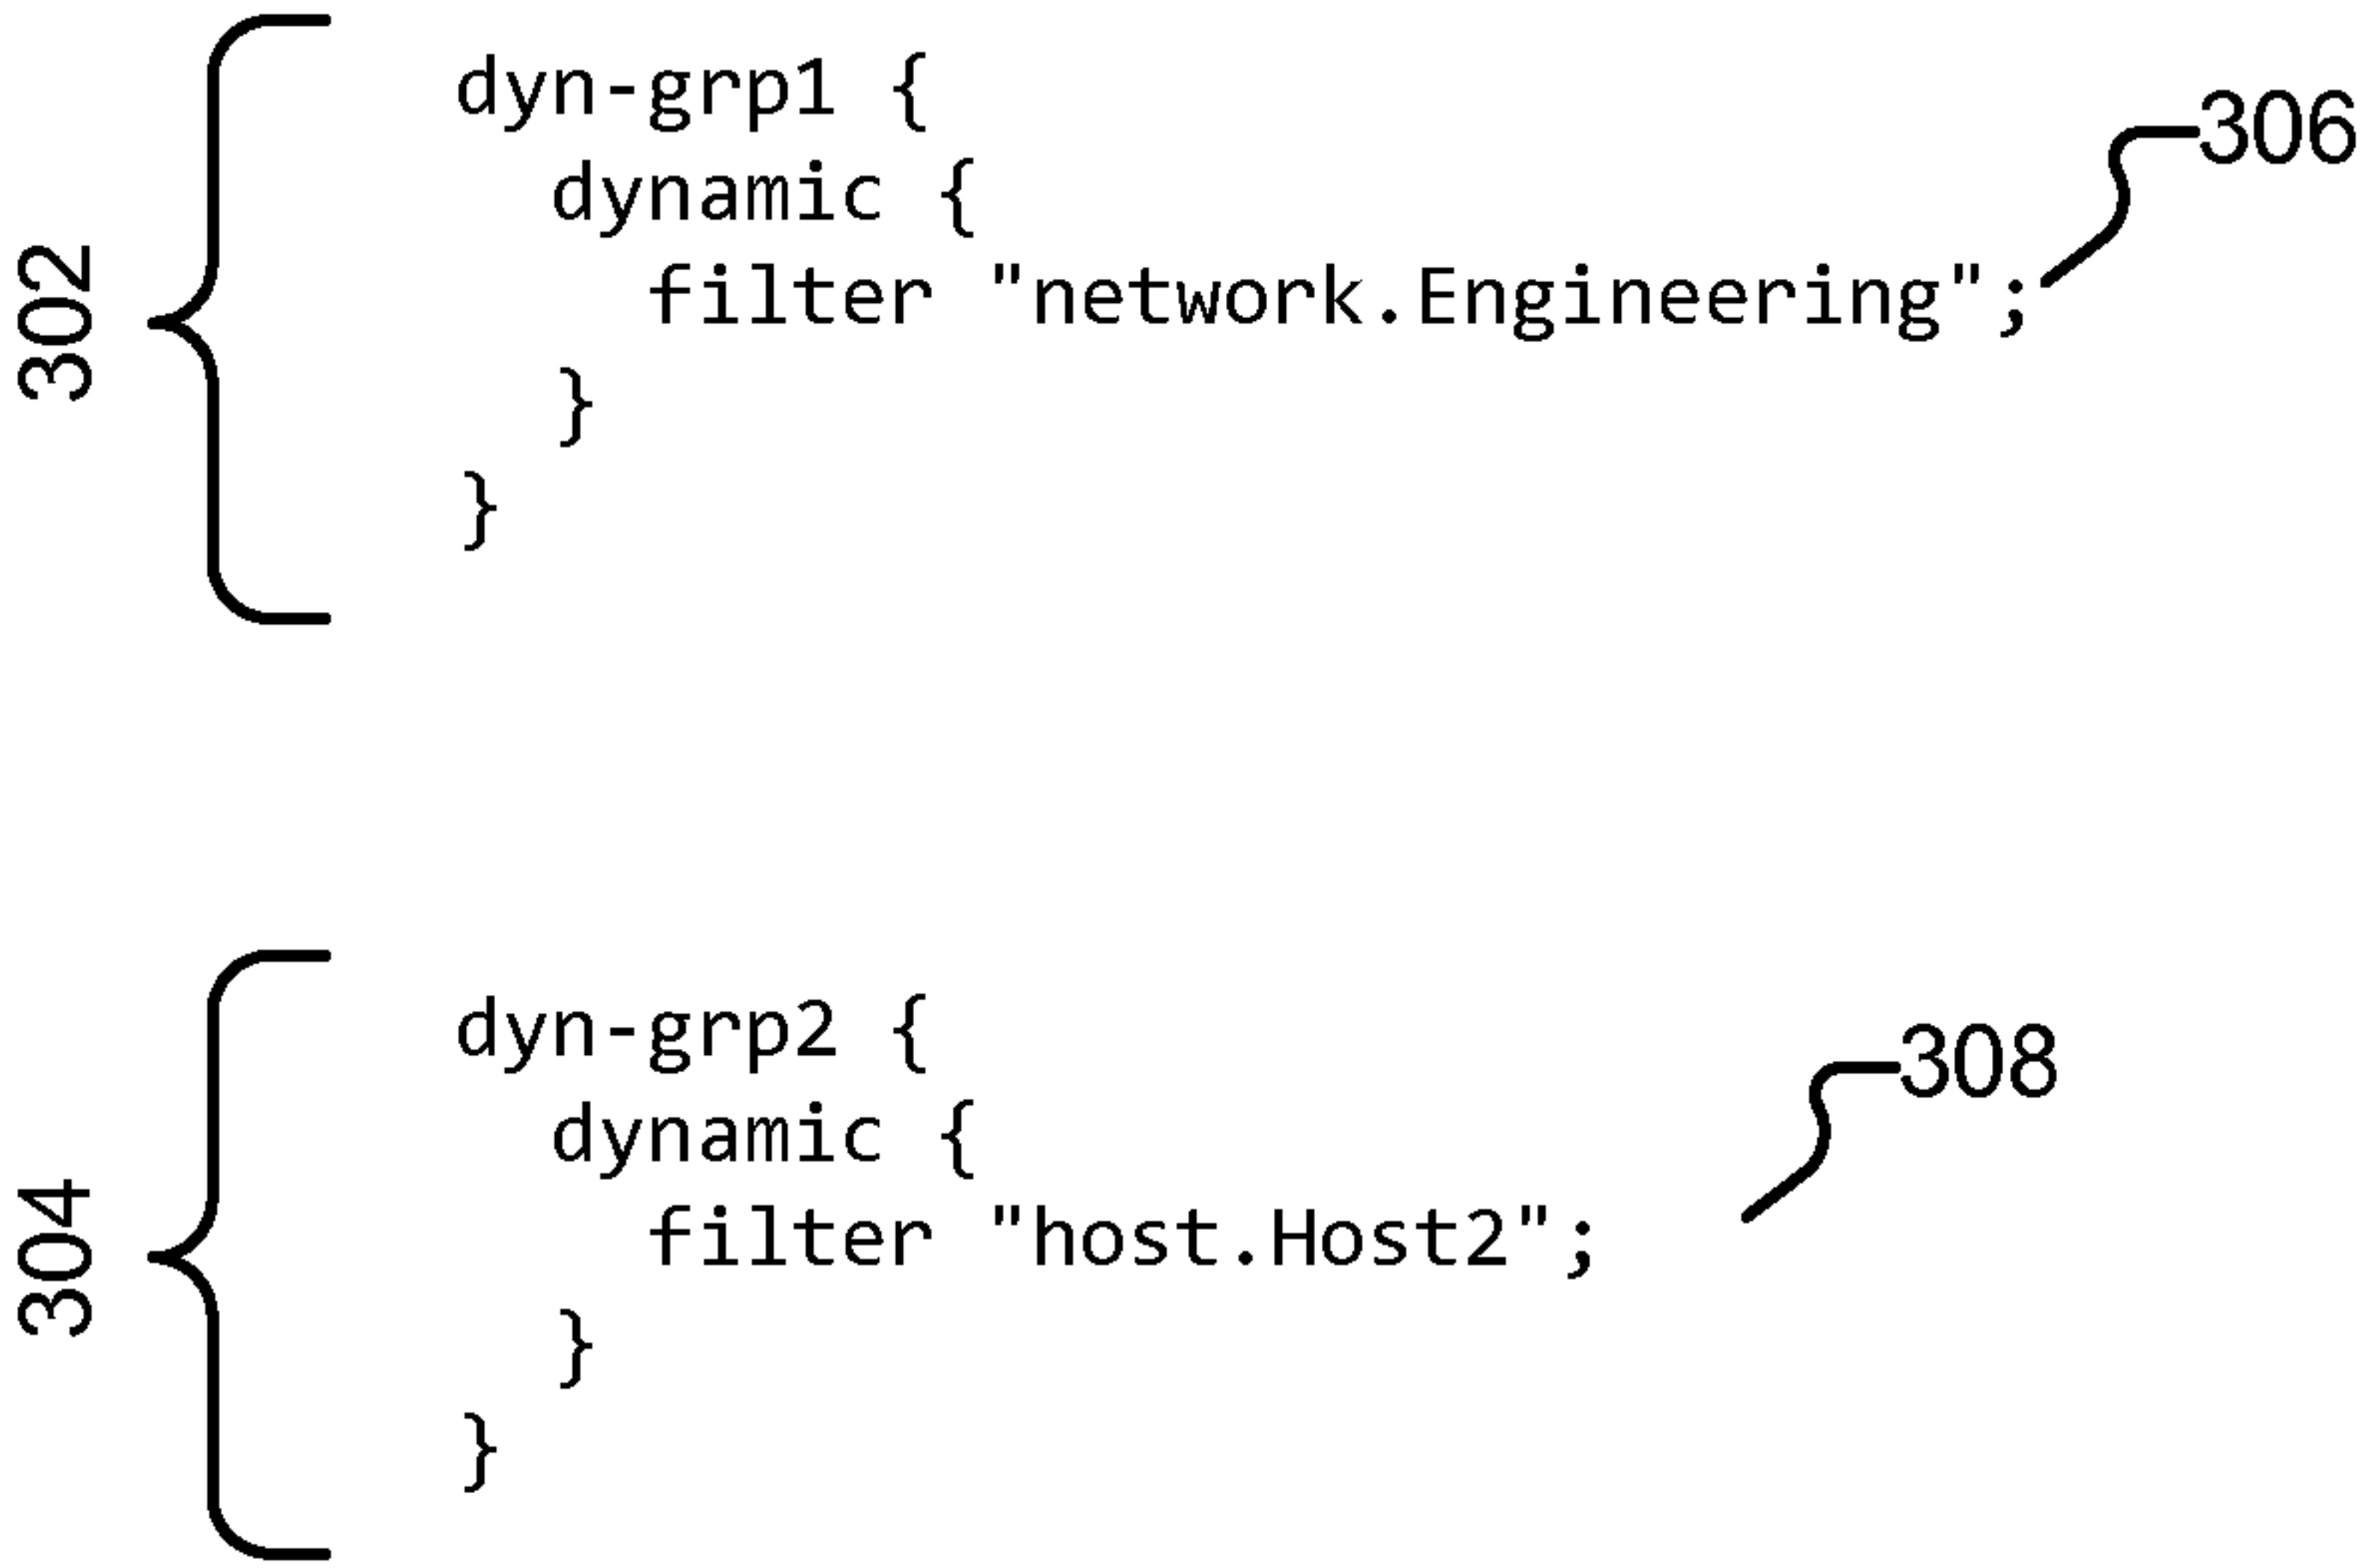 302
dyn-grp1 {
dynamic {
filter "network.Engineering";
}
}
306
304
dyn-grp2 {
dynamic {
filter "host.Host2";
}
}
308